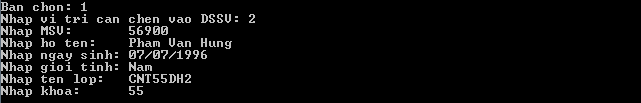 Ban chon: 1
Nhap vi tri can chen vao DSSV: 2
Nhap MSV: 56900
Nhap ho ten: Pham Van Hung
Nhap ngay sinh: 07/07/1996
Nhap gioi tinh: Nam
Nhap ten lop: CNT55DH2
Nhap khoa: 55